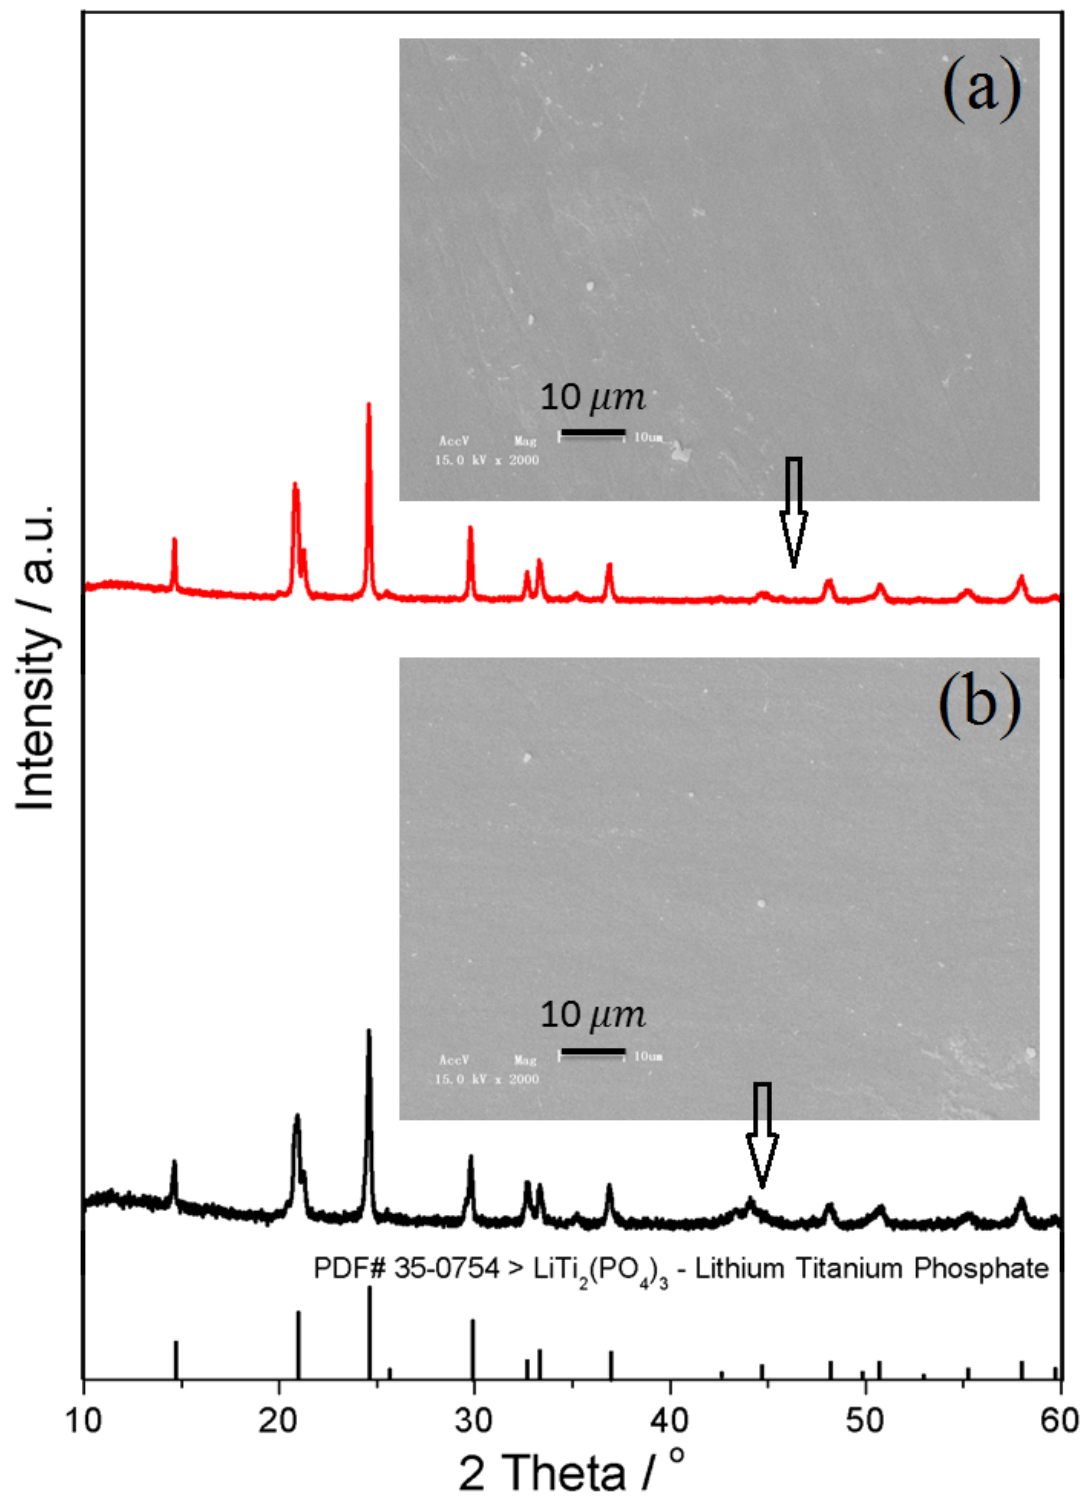 (a)
10 μm
AccV Mag 10um
15.0 kV x 2000
Intensity / a.u.
(b)
10 μm
AccV Mag 10um
15.0 kV x 2000
PDF# 35-0754 > LiTi₂(PO₄)₃ - Lithium Titanium Phosphate
10 20 30 40 50 60
2 Theta / °